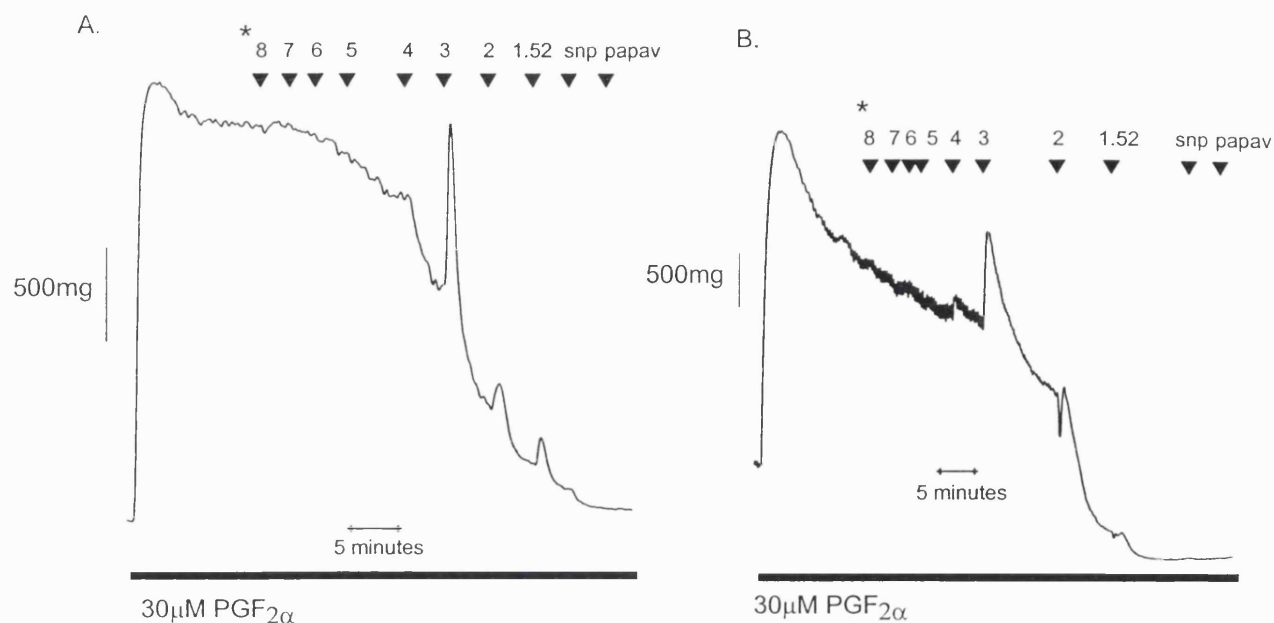 A.
* 8 7 6 5 4 3 2 1.52 snp papav
500mg
5 minutes
30µM PGF2α
B.
* 8 7 6 5 4 3 2 1.52 snp papav
500mg
5 minutes
30µM PGF2α